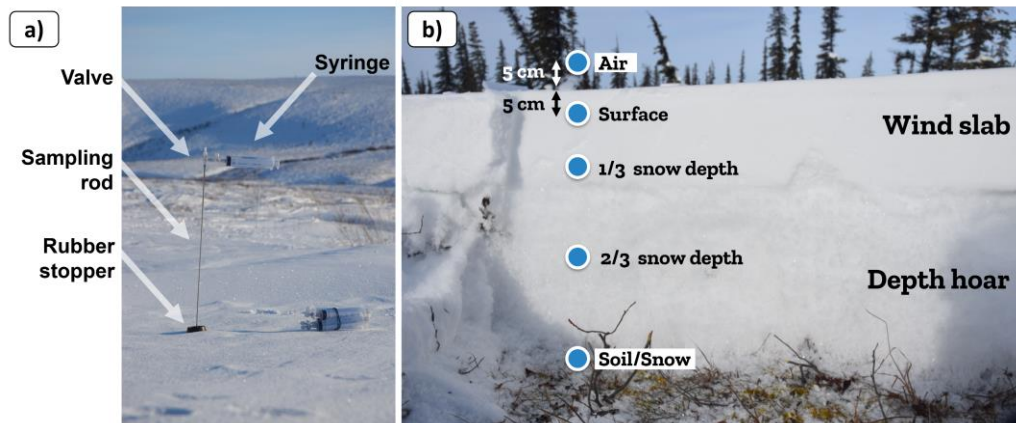 a)
Valve
Syringe
Sampling
rod
Rubber
stopper
b)
5 cm
Air
5 cm
Surface
Wind slab
1/3 snow depth
2/3 snow depth
Depth hoar
Soil/Snow